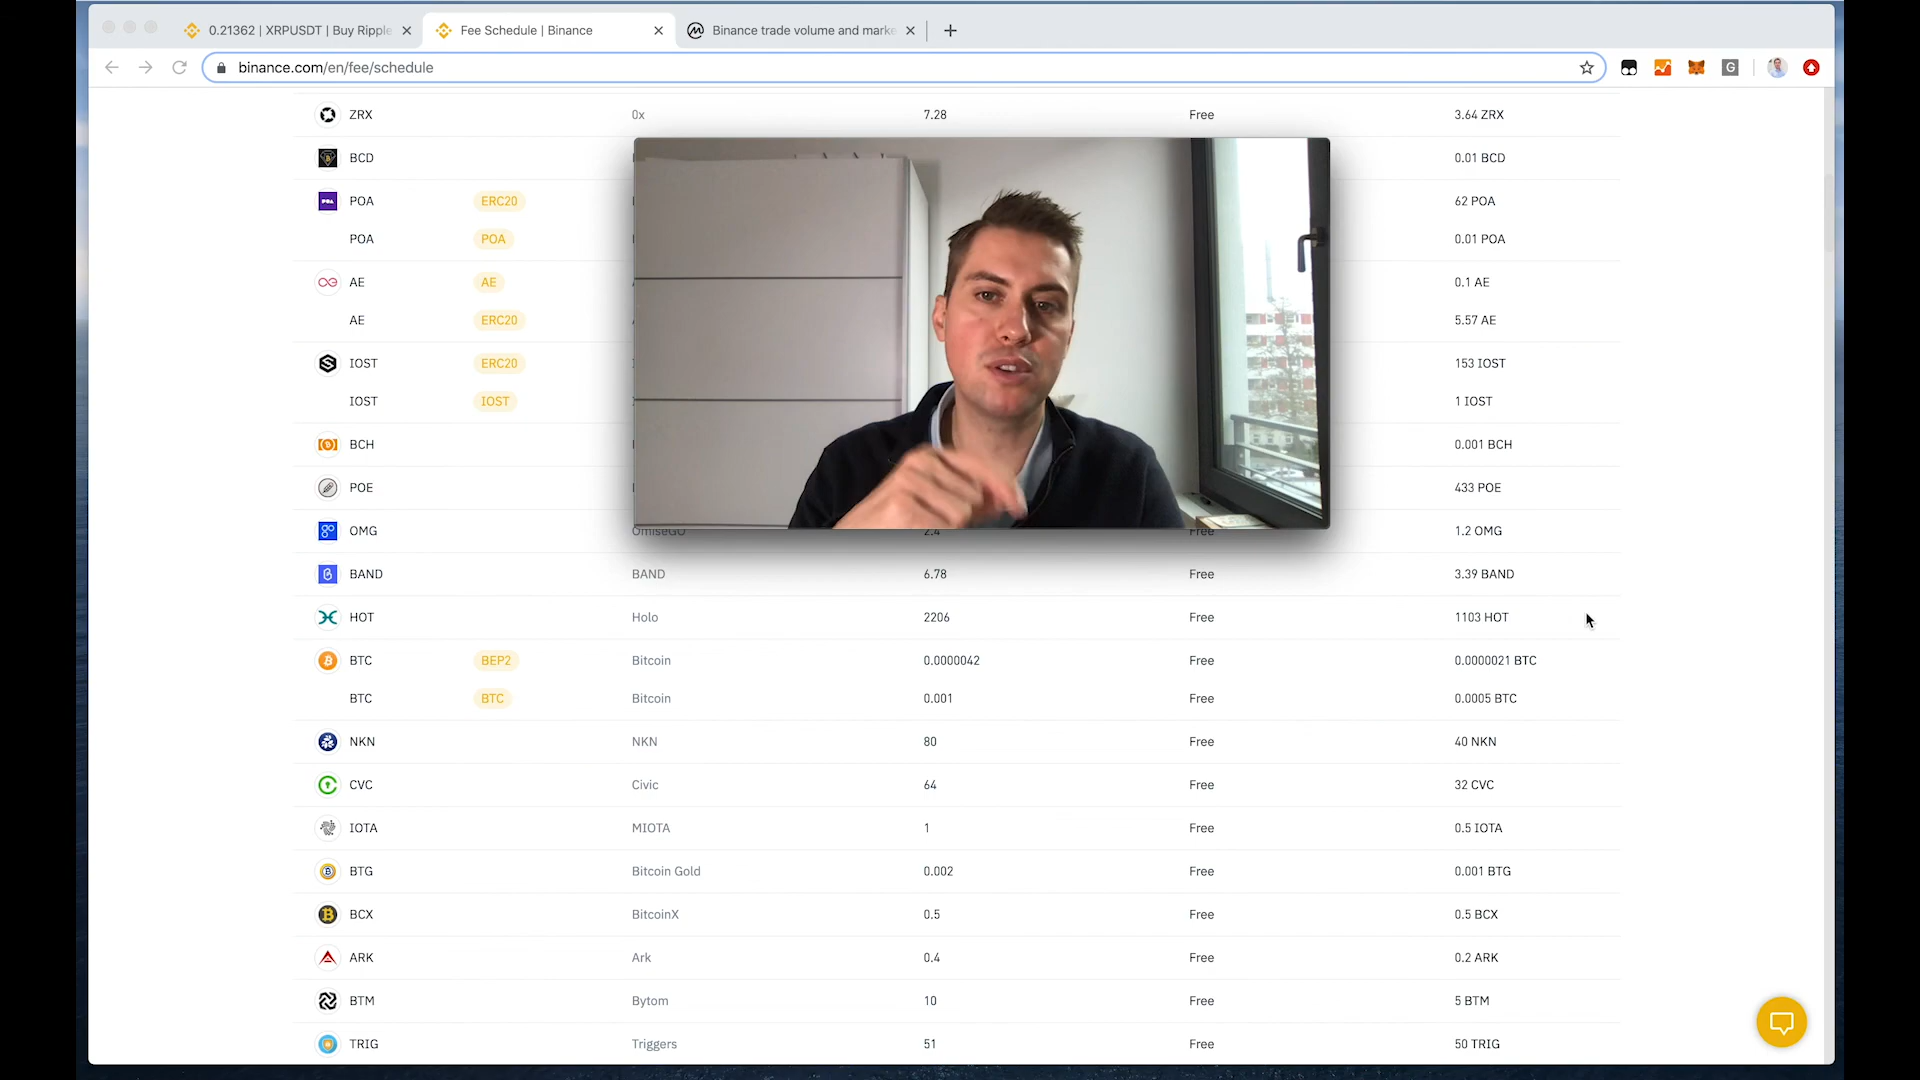 0.21362 | XRPUSDT | Buy Ripple
Fee Schedule | Binance
Binance trade volume and marke
binance.com/en/fee/schedule
ZRX 0x 7.28 Free 3.64 ZRX
BCD 0.01 BCD
POA ERC20 62 POA
POA POA 0.01 POA
AE AE 0.1 AE
AE ERC20 5.57 AE
IOST ERC20 153 IOST
IOST IOST 1 IOST
BCH 0.001 BCH
POE 433 POE
OMG OmiseGO 2.4 Free 1.2 OMG
BAND BAND 6.78 Free 3.39 BAND
HOT Holo 2206 Free 1103 HOT
BTC BEP2 Bitcoin 0.0000042 Free 0.0000021 BTC
BTC BTC Bitcoin 0.001 Free 0.0005 BTC
NKN NKN 80 Free 40 NKN
CVC Civic 64 Free 32 CVC
IOTA MIOTA 1 Free 0.5 IOTA
BTG Bitcoin Gold 0.002 Free 0.001 BTG
BCX BitcoinX 0.5 Free 0.5 BCX
ARK Ark 0.4 Free 0.2 ARK
BTM Bytom 10 Free 5 BTM
TRIG Triggers 51 Free 50 TRIG